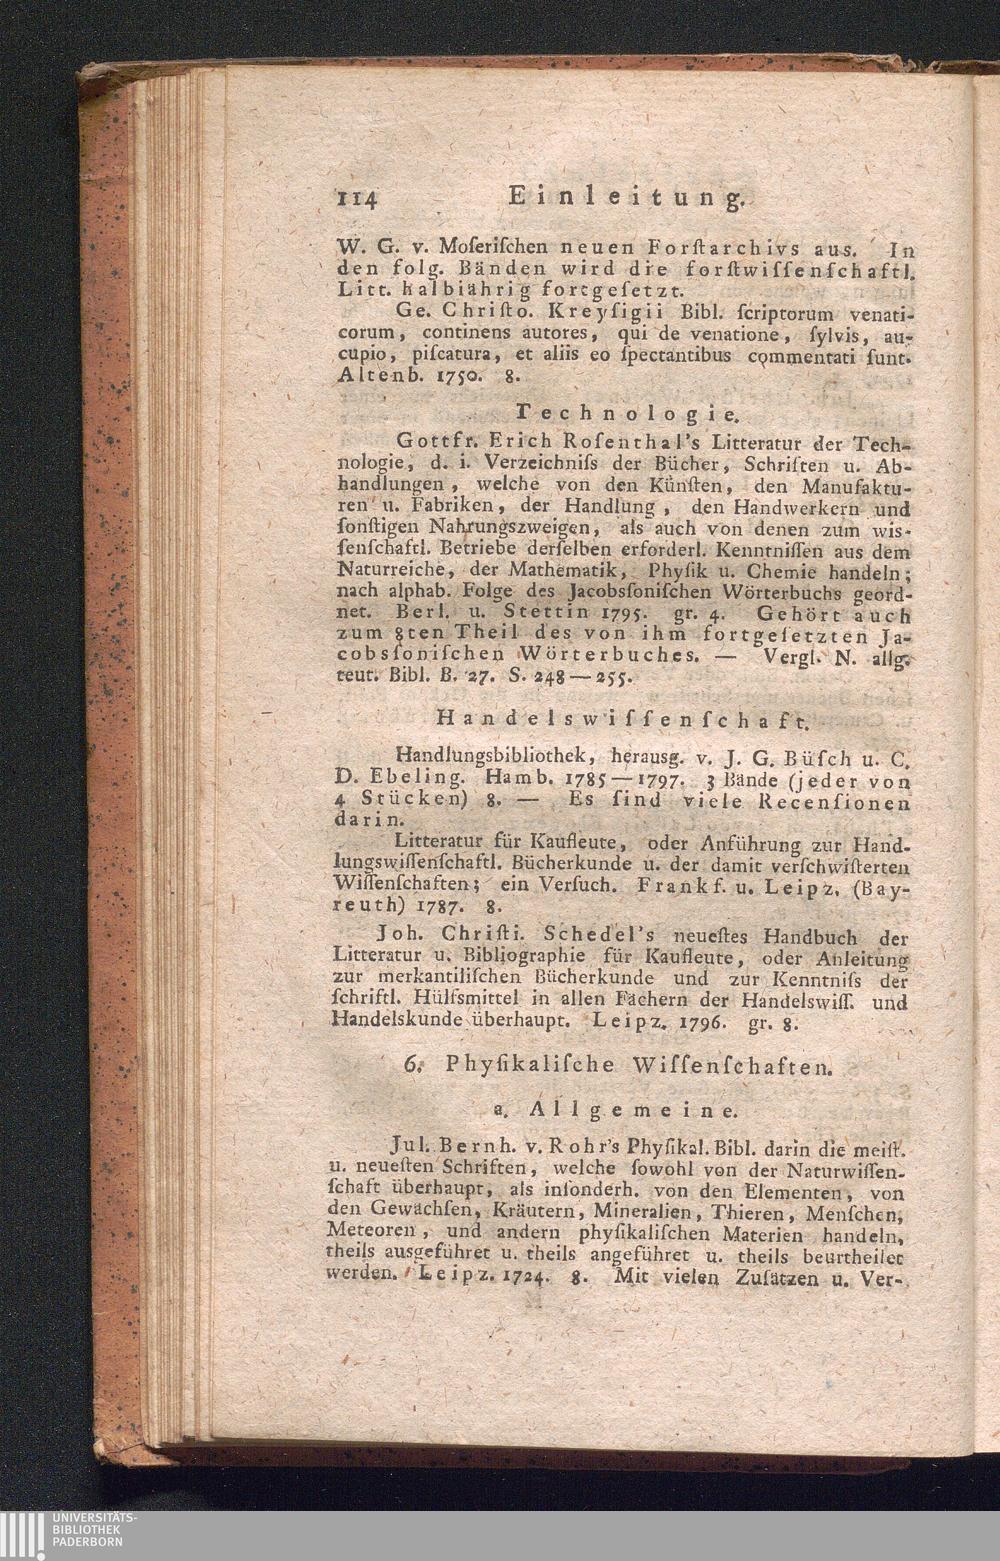 114 Einleitung.
W. G. v. Moſeriſchen neuen Forſtarchivs aus. In
den folg. Bänden wird die forſtwiſſenſchaftl.
Litt. halbiährig fortgeſetzt.
Ge. Chriſto. Kreyſigii Bibl. ſcriptorum venati-
corum, continens autores, qui de venatione, ſylvis, au-
cupio, piſcatura, et aliis eo ſpectantibus commentati ſunt.
Altenb. 1750. 8.
Technologie.
Gottfr. Erich Roſenthal's Litteratur der Tech-
nologie, d. i. Verzeichniſs der Bücher, Schriften u. Ab-
handlungen, welche von den Künſten, den Manufaktu-
ren u. Fabriken, der Handlung, den Handwerkern und
ſonſtigen Nahrungszweigen, als auch von denen zum wiſ-
ſenſchaftl. Betriebe derſelben erforderl. Kenntniſſen aus dem
Naturreiche, der Mathematik, Phyſik u. Chemie handeln;
nach alphab. Folge des Jacobsſoniſchen Wörterbuchs geord-
net. Berl. u. Stettin 1795. gr. 4. Gehört auch
zum 8ten Theil des von ihm fortgeſetzten Ja-
cobsſoniſchen Wörterbuches. — Vergl. N. allg.
teut. Bibl. B. 27. S. 248—255.
Handelswiſſenſchaft.
Handlungsbibliothek, herausg. v. J. G. Büſch u. C.
D. Ebeling. Hamb. 1785—1797. 3 Bände (jeder von
4 Stücken) 8. — Es ſind viele Recenſionen
darin.
Litteratur für Kaufleute, oder Anführung zur Hand-
lungswiſſenſchaftl. Bücherkunde u. der damit verſchwiſterten
Wiſſenſchaften; ein Verſuch. Frankf. u. Leipz. (Bay-
reuth) 1787. 8.
Joh. Chriſti. Schedel's neueſtes Handbuch der
Litteratur u. Bibliographie für Kaufleute, oder Anleitung
zur merkantiliſchen Bücherkunde und zur Kenntniſs der
ſchriftl. Hülfsmittel in allen Fächern der Handelswiſſ. und
Handelskunde überhaupt. Leipz. 1796. gr. 8.
6. Phyſikaliſche Wiſſenſchaften.
a. Allgemeine.
Jul. Bernh. v. Rohr's Phyſikal. Bibl. darin die meiſt.
u. neueſten Schriften, welche ſowohl von der Naturwiſſen-
ſchaft überhaupt, als inſonderh. von den Elementen, von
den Gewächſen, Kräutern, Mineralien, Thieren, Menſchen,
Meteoren, und andern phyſikaliſchen Materien handeln,
theils ausgeführet u. theils angeführet u. theils beurtheilet
werden. Leipz. 1724. 8. Mit vielen Zuſätzen u. Ver-
UNIVERSITÄTS-
BIBLIOTHEK
PADERBORN